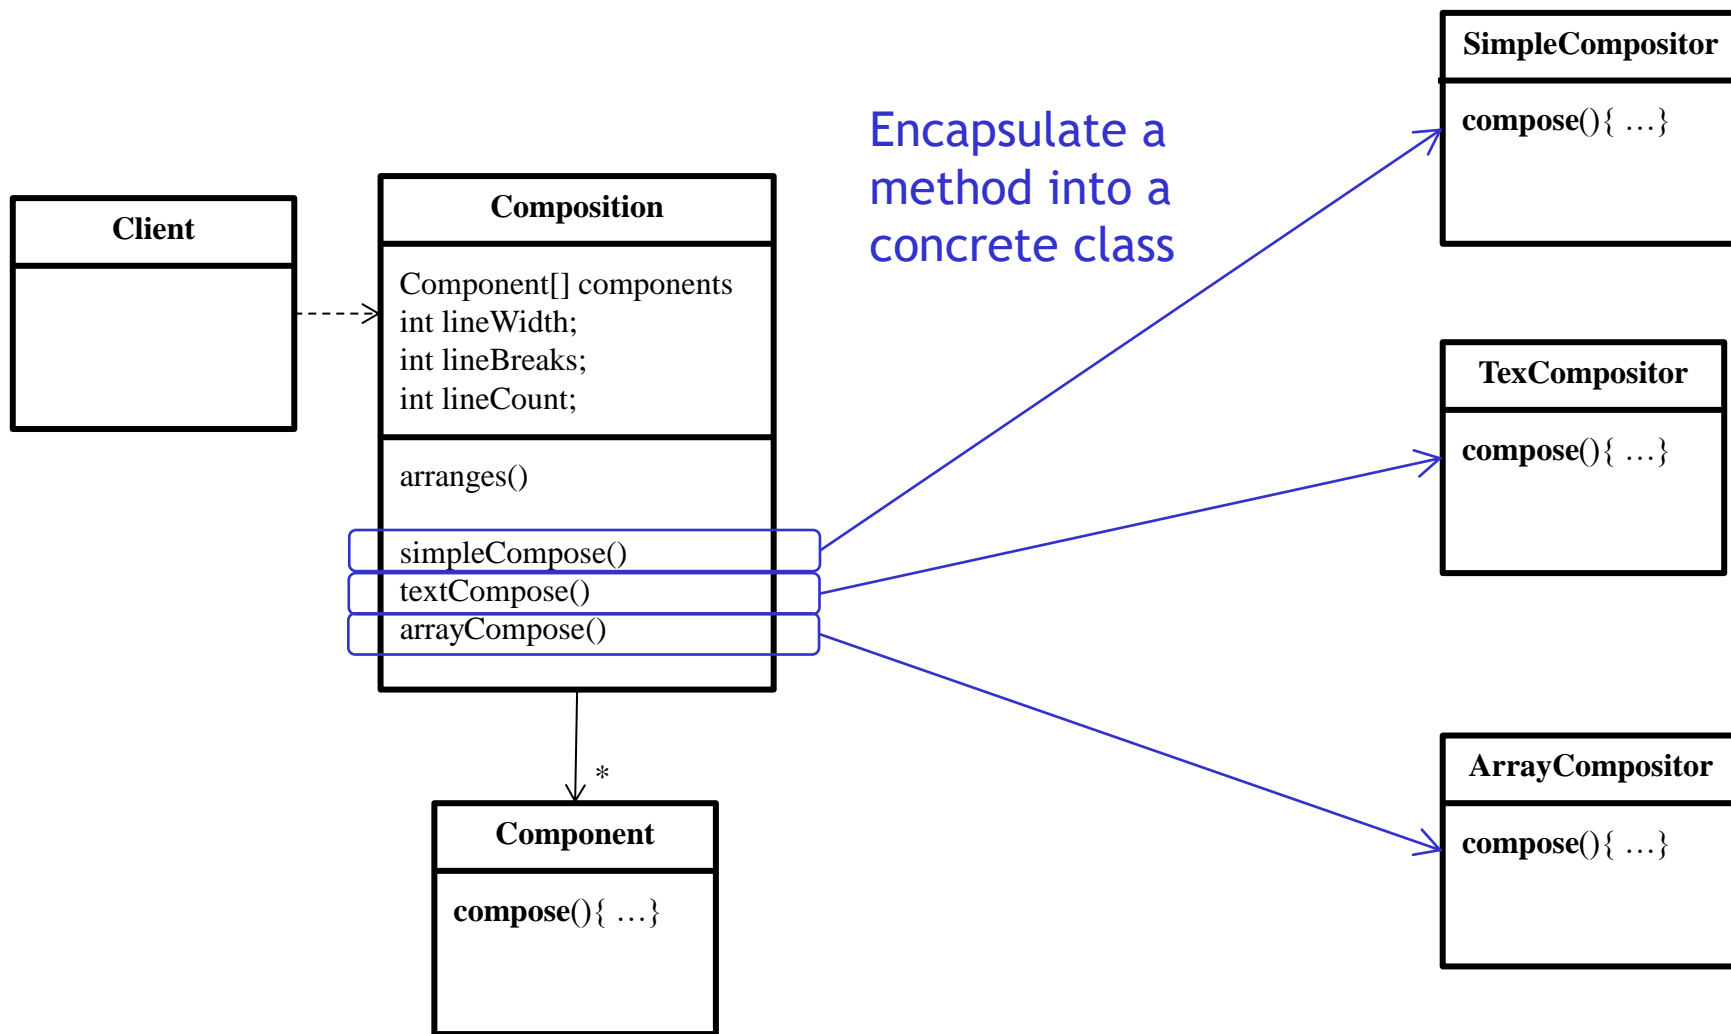 Client
Composition
Component[] components
int lineWidth;
int lineBreaks;
int lineCount;
arranges()
simpleCompose()
textCompose()
arrayCompose()
*
Component
compose(){ …}
Encapsulate a
method into a
concrete class
SimpleCompositor
compose(){ …}
TexCompositor
compose(){ …}
ArrayCompositor
compose(){ …}